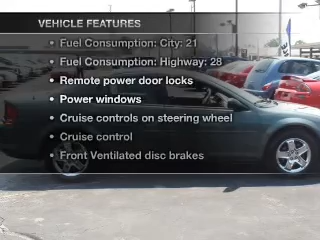 VEHICLE FEATURES
• Fuel Consumption: City: 21
• Fuel Consumption: Highway: 28
• Remote power door locks
• Power windows
• Cruise controls on steering wheel
• Cruise control
• Front Ventilated disc brakes